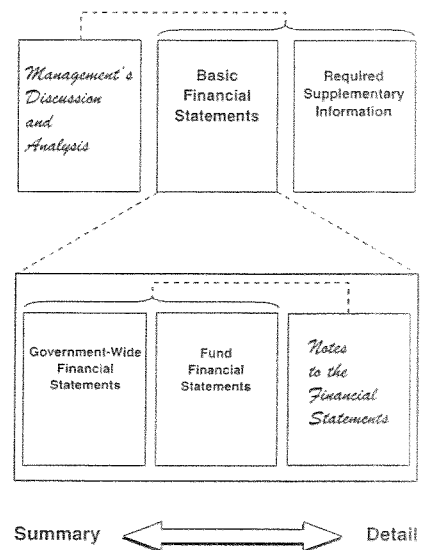 Management's
Discussion
and
Analysis
Basic
Financial
Statements
Required
Supplementary
Information
Government-Wide
Financial
Statements
Fund
Financial
Statements
Notes
to the
Financial
Statements
Summary
Detail